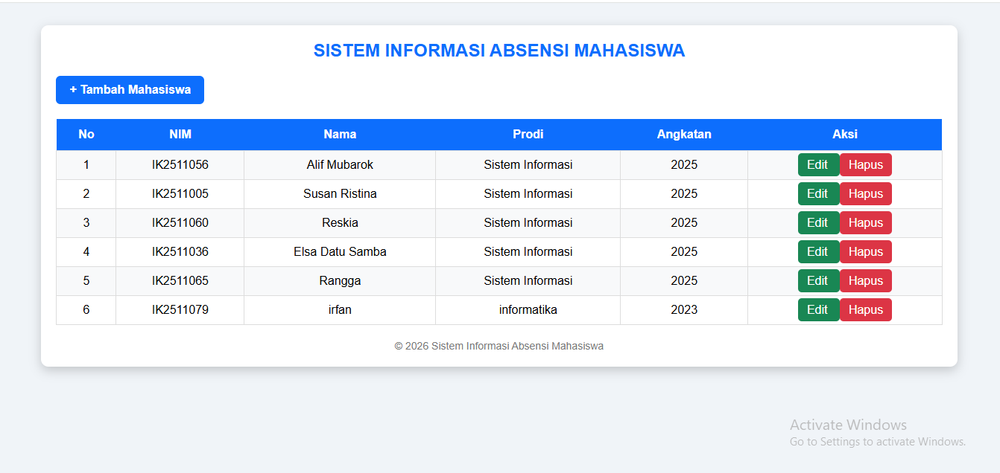 SISTEM INFORMASI ABSENSI MAHASISWA
+ Tambah Mahasiswa
No NIM Nama Prodi Angkatan Aksi
1 IK2511056 Alif Mubarok Sistem Informasi 2025 Edit Hapus
2 IK2511005 Susan Ristina Sistem Informasi 2025 Edit Hapus
3 IK2511060 Reskia Sistem Informasi 2025 Edit Hapus
4 IK2511036 Elsa Datu Samba Sistem Informasi 2025 Edit Hapus
5 IK2511065 Rangga Sistem Informasi 2025 Edit Hapus
6 IK2511079 irfan informatika 2023 Edit Hapus
© 2026 Sistem Informasi Absensi Mahasiswa
Activate Windows
Go to Settings to activate Windows.